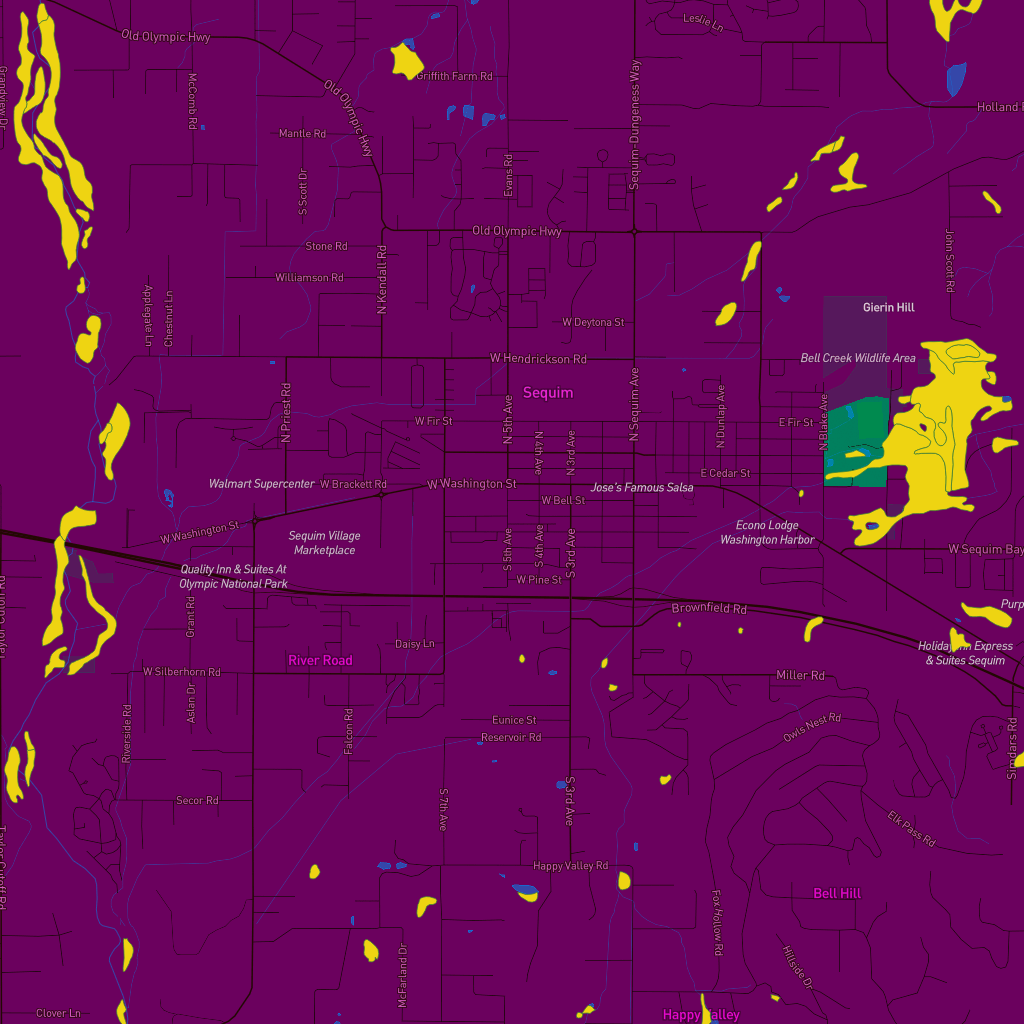 Leslie Ln
Old Olympic Hwy
Griffith Farm Rd
Grandview Dr
McComb Rd
Old Olympic Hwy
Sequim-Dungeness Way
Mantle Rd
Evans Rd
S Scott Dr
Stone Rd
Old Olympic Hwy
N Kendall Rd
Williamson Rd
John Scott Rd
Applegate Ln
Chestnut Ln
Gierin Hill
W Deytona St
W Hendrickson Rd
Bell Creek Wildlife Area
Sequim
N Priest Rd
N 5th Ave
N Sequim Ave
N Dunlap Ave
N Blake Ave
W Fir St
E Fir St
N 4th Ave
N 3rd Ave
E Cedar St
Walmart Supercenter
W Brackett Rd
W Washington St
Jose's Famous Salsa
W Bell St
W Washington St
Sequim Village
Marketplace
Econo Lodge
Washington Harbor
S 5th Ave
S 4th Ave
S 3rd Ave
W Sequim Bay
Quality Inn & Suites At
Olympic National Park
W Pine St
Grant Rd
Brownfield Rd
Daisy Ln
Holiday Inn Express
& Suites Sequim
River Road
W Silberhorn Rd
Miller Rd
Aslan Dr
Riverside Rd
Falcon Rd
Eunice St
Reservoir Rd
Owls Nest Rd
Simdars Rd
Secor Rd
S 7th Ave
S 3rd Ave
Elk Pass Rd
Taylor Cutoff Rd
Happy Valley Rd
Bell Hill
Fox Hollow Rd
McFarland Dr
Hillside Dr
Clover Ln
Happy Valley